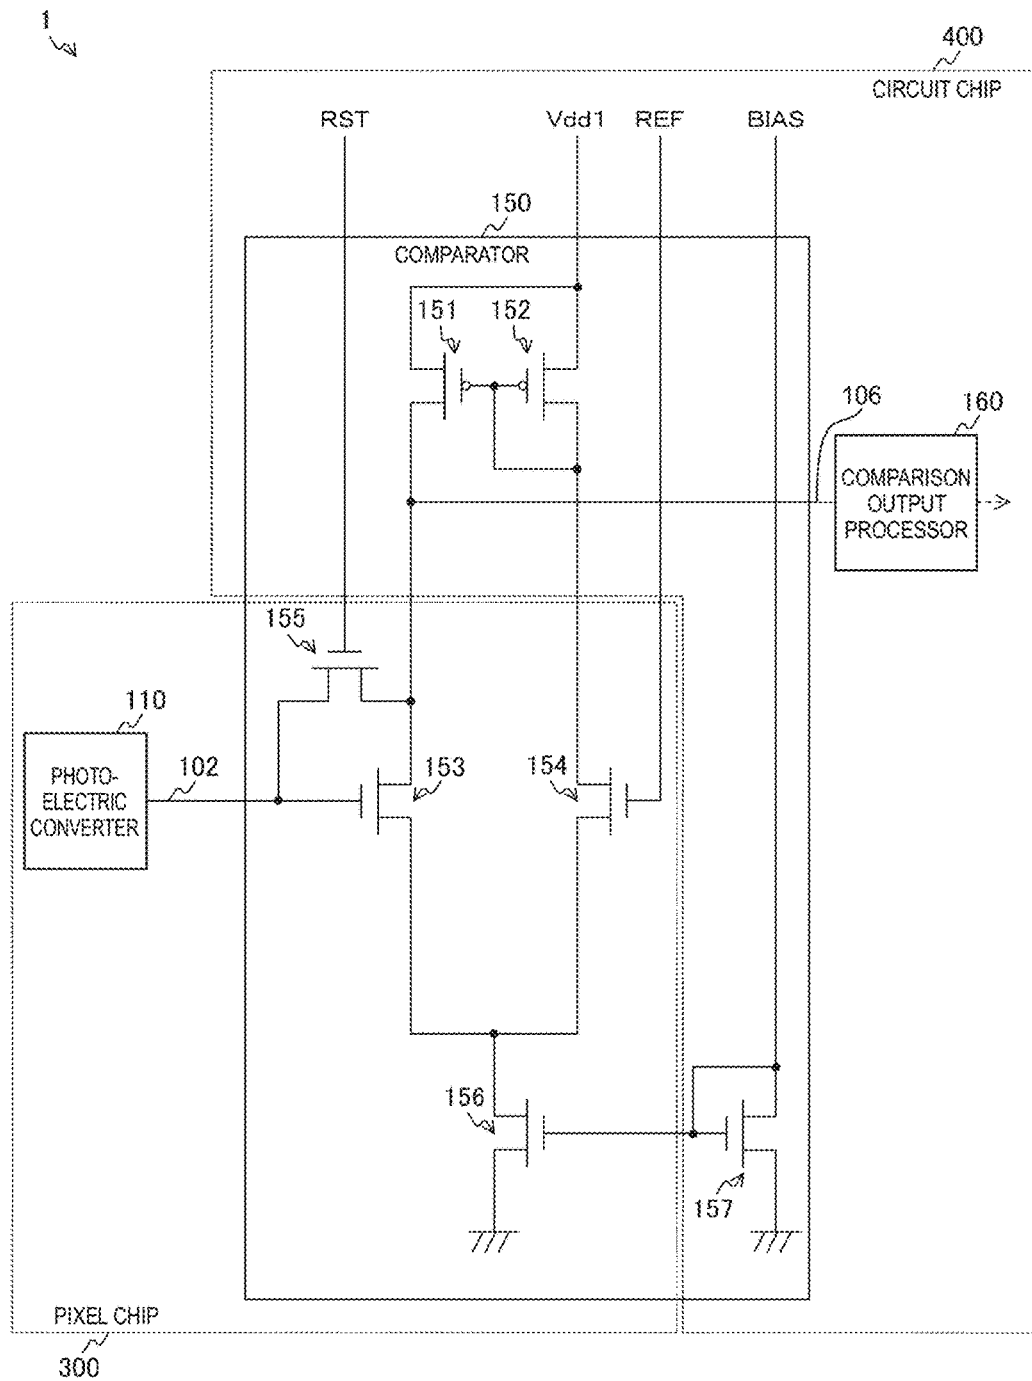 1
400
CIRCUIT CHIP
RST
Vdd1
REF
BIAS
150
COMPARATOR
151
152
106
160
COMPARISON
OUTPUT
PROCESSOR
155
110
PHOTO-
ELECTRIC
CONVERTER
102
153
154
156
157
PIXEL CHIP
300